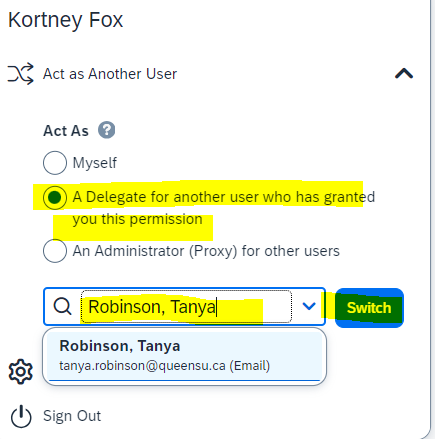 Kortney Fox
Act as Another User
Act As ?
Myself
A Delegate for another user who has granted
you this permission
An Administrator (Proxy) for other users
Robinson, Tanya
Switch
Robinson, Tanya
tanya.robinson@queensu.ca (Email)
Sign Out